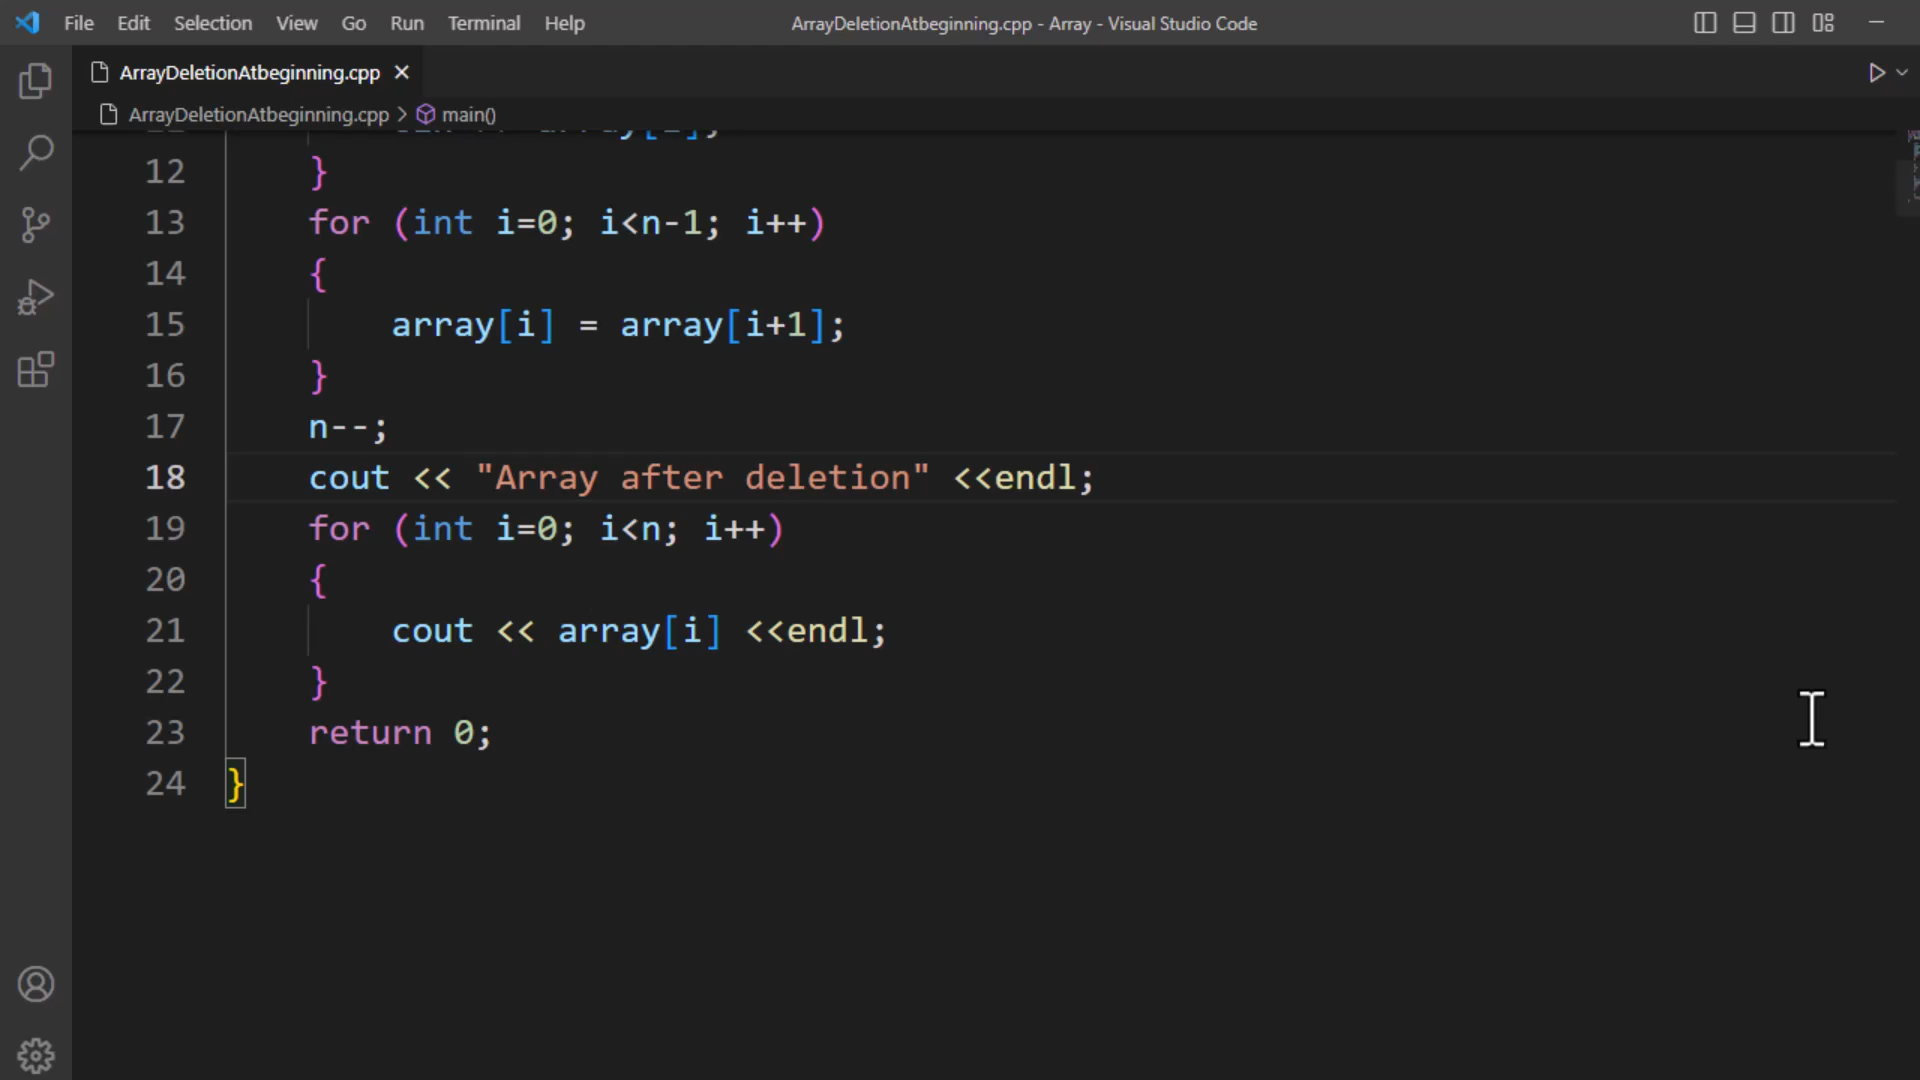 File Edit Selection View Go Run Terminal Help ArrayDeletionAtbeginning.cpp - Array - Visual Studio Code
ArrayDeletionAtbeginning.cpp
ArrayDeletionAtbeginning.cpp > main()
12 }
13 for (int i=0; i<n-1; i++)
14 {
15 array[i] = array[i+1];
16 }
17 n--;
18 cout << "Array after deletion" <<endl;
19 for (int i=0; i<n; i++)
20 {
21 cout << array[i] <<endl;
22 }
23 return 0;
24 }